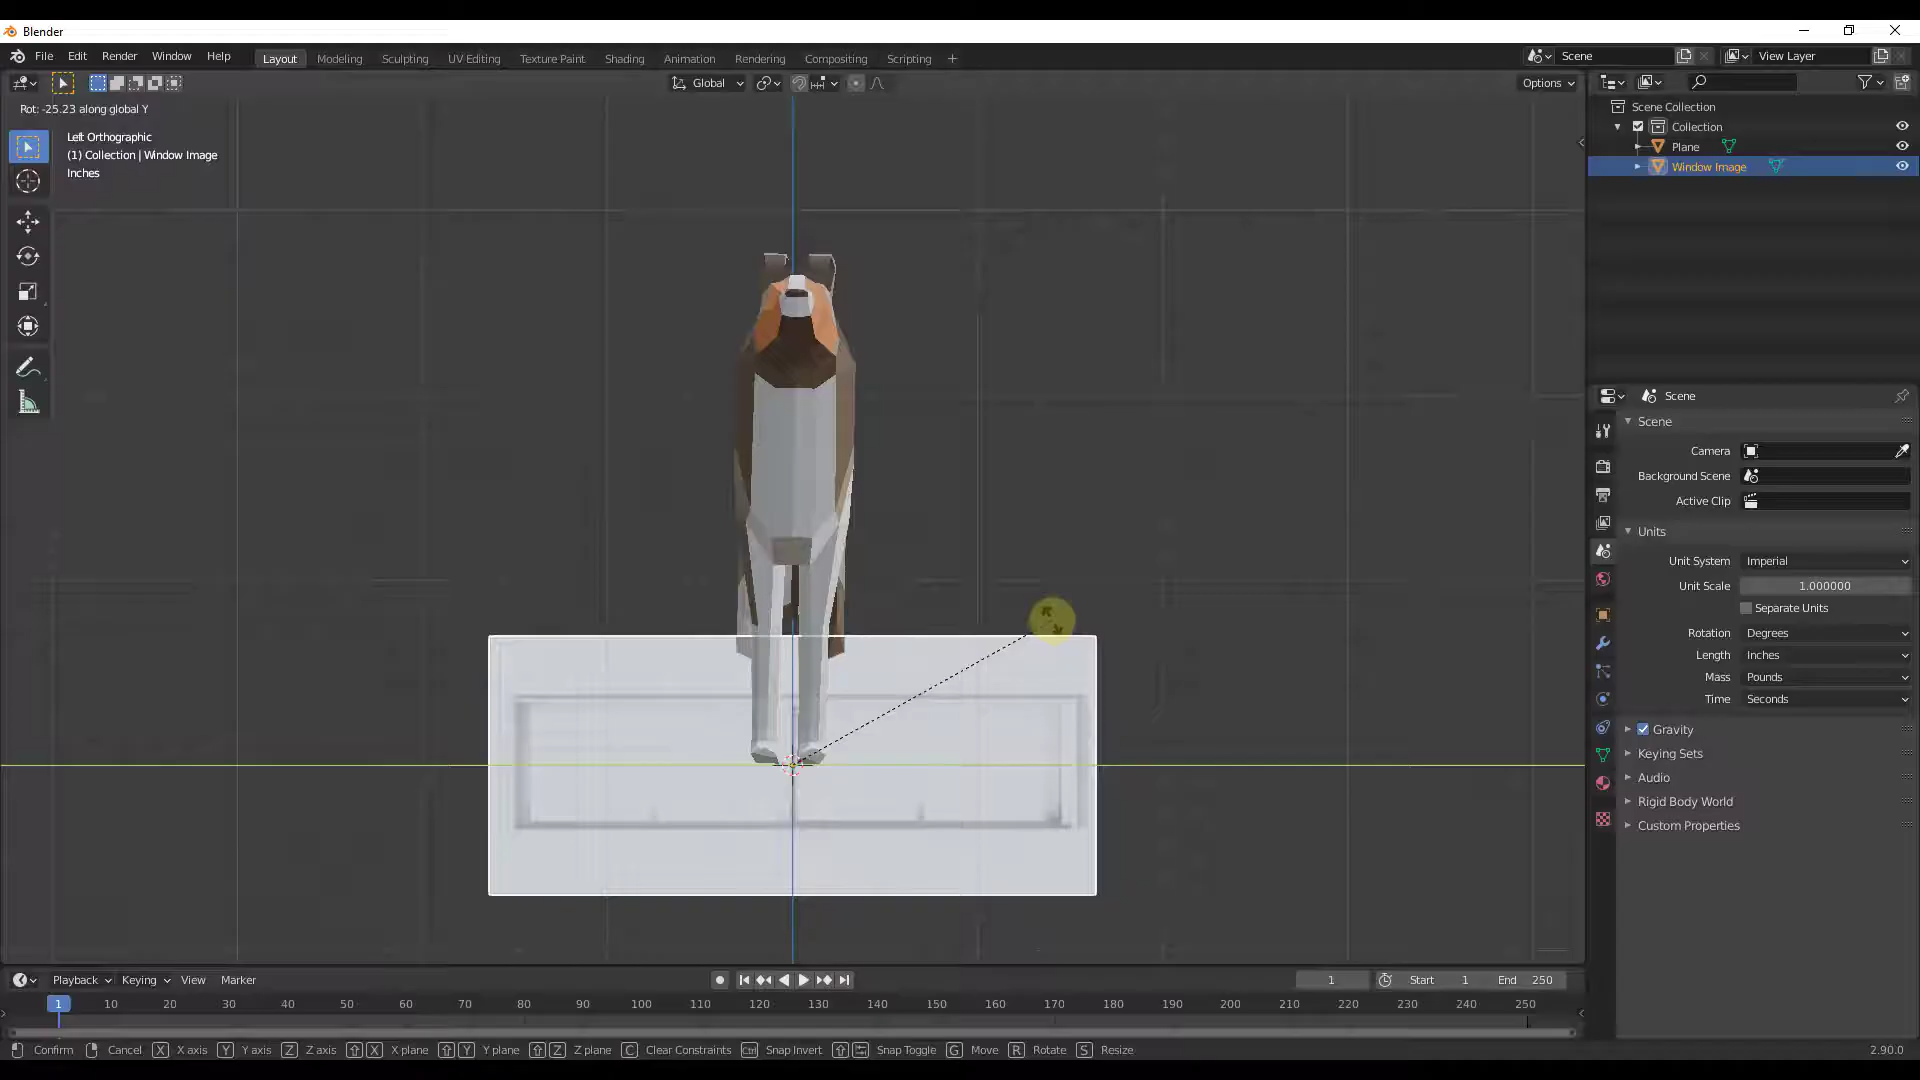 Blender
File Edit Render Window Help
Layout Modeling Sculpting UV Editing Texture Paint Shading Animation Rendering Compositing Scripting +
Scene
View Layer
Global
Options
Rot: -25.23 along global Y
Left Orthographic
(1) Collection | Window Image
Inches
Scene Collection
Collection
Plane
Window Image
Scene
Scene
Camera
Background Scene
Active Clip
Units
Unit System Imperial
Unit Scale 1.000000
Separate Units
Rotation Degrees
Length Inches
Mass Pounds
Time Seconds
Gravity
Keying Sets
Audio
Rigid Body World
Custom Properties
Playback Keying View Marker
1 Start 1 End 250
1 10 20 30 40 50 60 70 80 90 100 110 120 130 140 150 160 170 180 190 200 210 220 230 240 250
Confirm Cancel X X axis Y Y axis Z Z axis X X plane Y Y plane Z Z plane C Clear Constraints Ctrl Snap Invert Snap Toggle G Move R Rotate S Resize
2.90.0